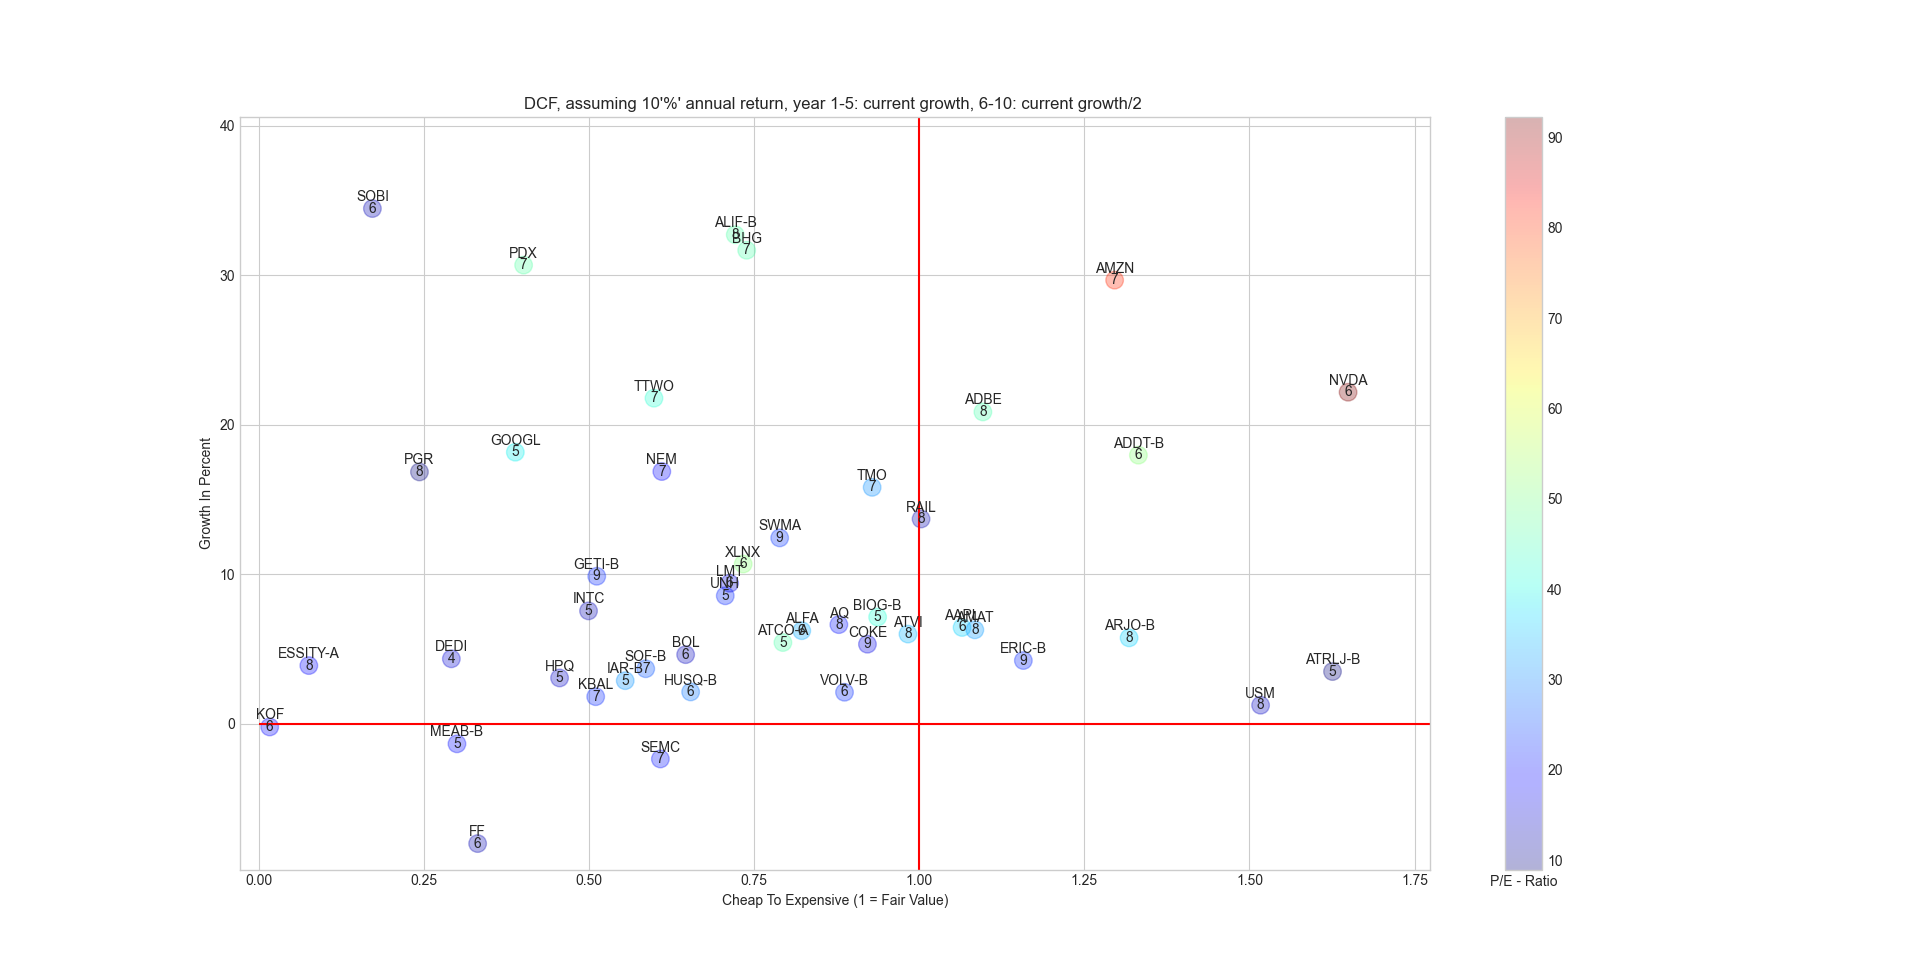 DCF, assuming 10'%' annual return, year 1-5: current growth, 6-10: current growth/2
40
30
20
10
0
Growth In Percent
SOBI
6
ALIF-B
8
BHG
7
PDX
7
AMZN
7
TTWO
7
NVDA
6
ADBE
8
GOOGL
5
ADDT-B
6
PGR
8
NEM
7
TMO
7
RAIL
8
SWMA
9
XLNX
6
LMT
6
UNH
5
GETI-B
9
INTC
5
BIOG-B
5
AQ
8
ALFA
6
ATCO-A
5
COKE
9
ATVI
8
AAPL
6
AMAT
8
ARJO-B
8
BOL
6
DEDI
4
ESSITY-A
8
SOF-B
7
IAR-B
5
HPQ
5
KBAL
7
HUSQ-B
6
VOLV-B
6
ERIC-B
9
ATRLJ-B
5
USM
8
KOF
6
MEAB-B
5
SEMC
7
FF
6
0.00 0.25 0.50 0.75 1.00 1.25 1.50 1.75
Cheap To Expensive (1 = Fair Value)
90
80
70
60
50
40
30
20
10
P/E - Ratio